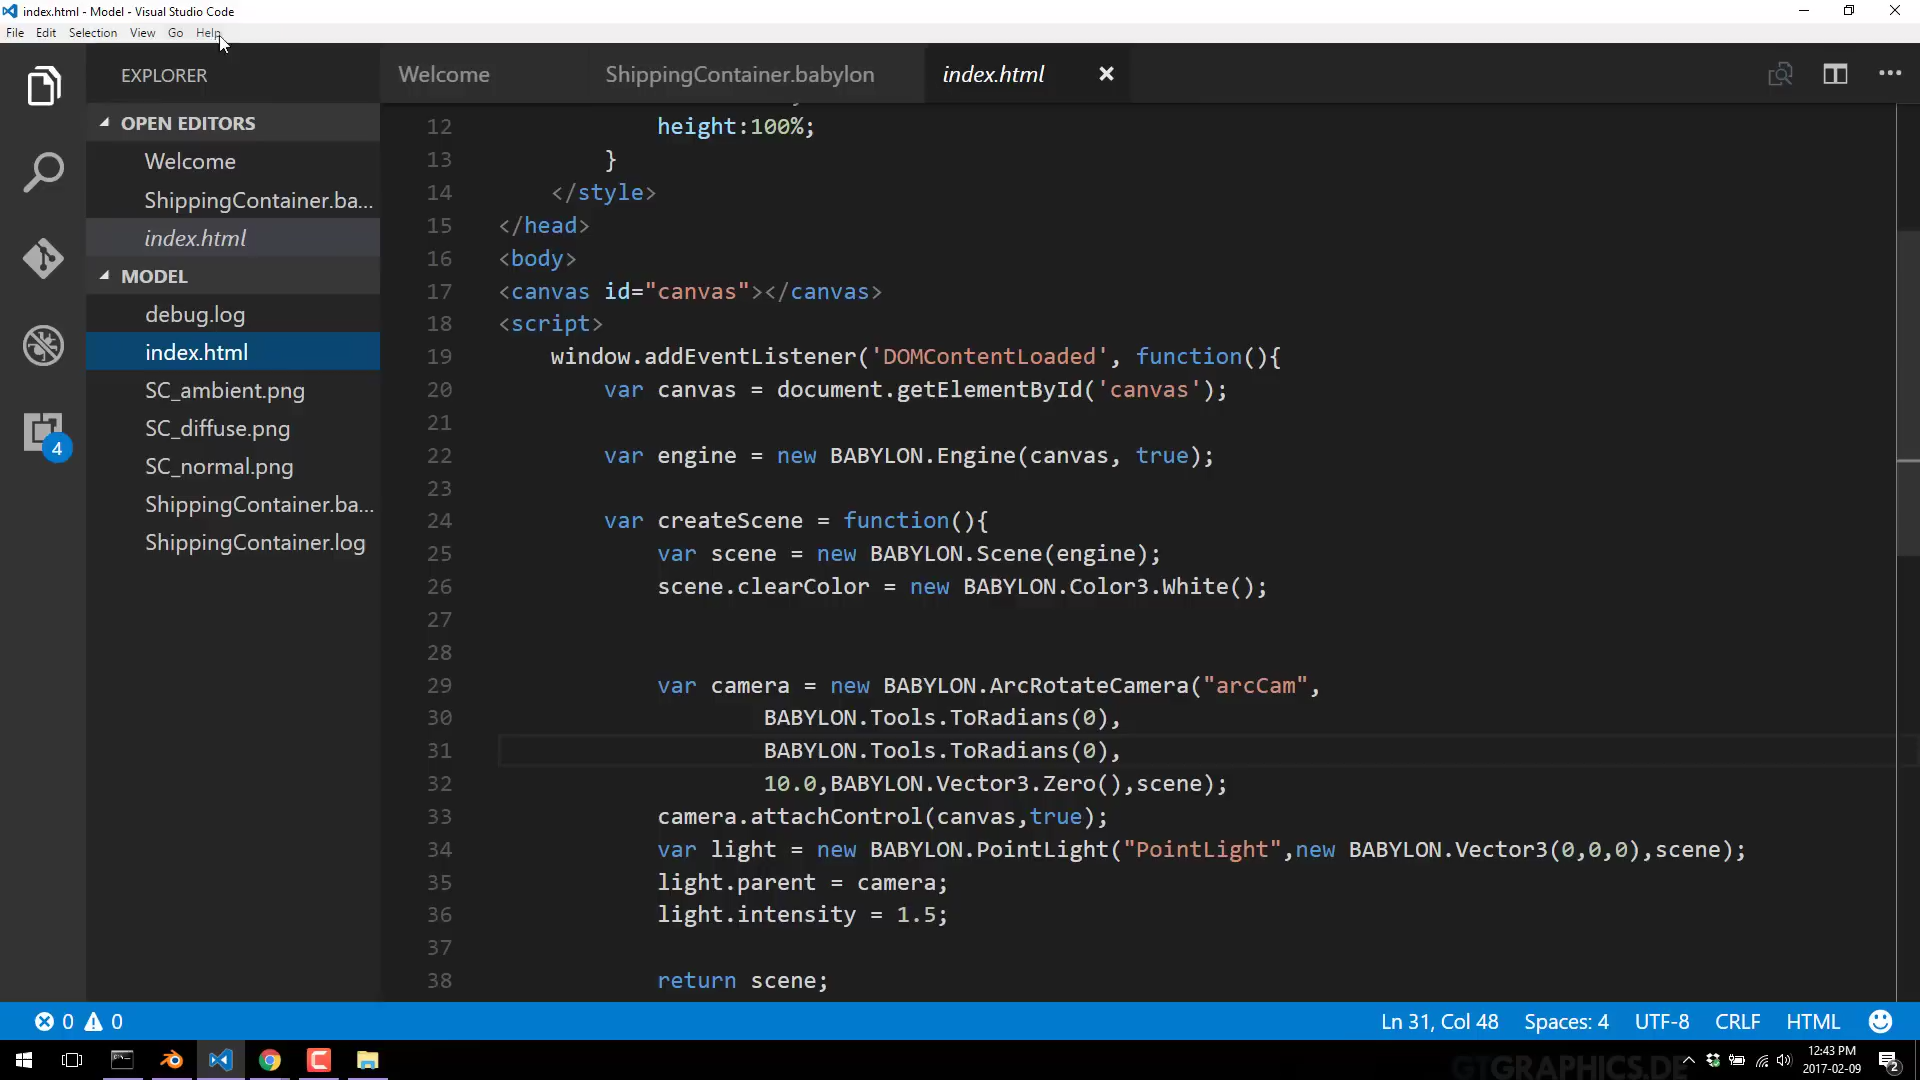 index.html - Model - Visual Studio Code
File Edit Selection View Go Help
EXPLORER
OPEN EDITORS
Welcome
ShippingContainer.ba...
index.html
MODEL
debug.log
index.html
SC_ambient.png
SC_diffuse.png
SC_normal.png
ShippingContainer.ba...
ShippingContainer.log
4
Welcome ShippingContainer.babylon index.html
12 height:100%;
13 }
14 </style>
15 </head>
16 <body>
17 <canvas id="canvas"></canvas>
18 <script>
19 window.addEventListener('DOMContentLoaded', function(){
20 var canvas = document.getElementById('canvas');
21
22 var engine = new BABYLON.Engine(canvas, true);
23
24 var createScene = function(){
25 var scene = new BABYLON.Scene(engine);
26 scene.clearColor = new BABYLON.Color3.White();
27
28
29 var camera = new BABYLON.ArcRotateCamera("arcCam",
30 BABYLON.Tools.ToRadians(0),
31 BABYLON.Tools.ToRadians(0),
32 10.0,BABYLON.Vector3.Zero(),scene);
33 camera.attachControl(canvas,true);
34 var light = new BABYLON.PointLight("PointLight",new BABYLON.Vector3(0,0,0),scene);
35 light.parent = camera;
36 light.intensity = 1.5;
37
38 return scene;
0 0 Ln 31, Col 48 Spaces: 4 UTF-8 CRLF HTML
GTGRAPHICS.DE
12:43 PM
2017-02-09
2